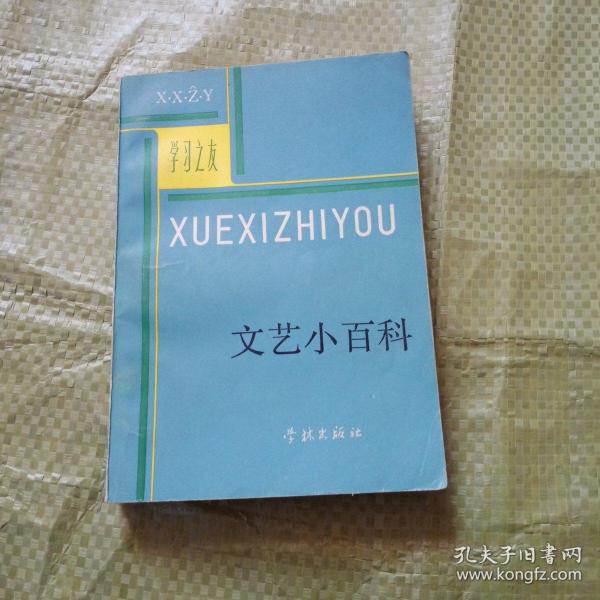 X·X·Ẑ·Y
学习之友
XUEXIZHIYOU
文艺小百科
学林出版社
孔夫子旧书网
www.kongfz.com